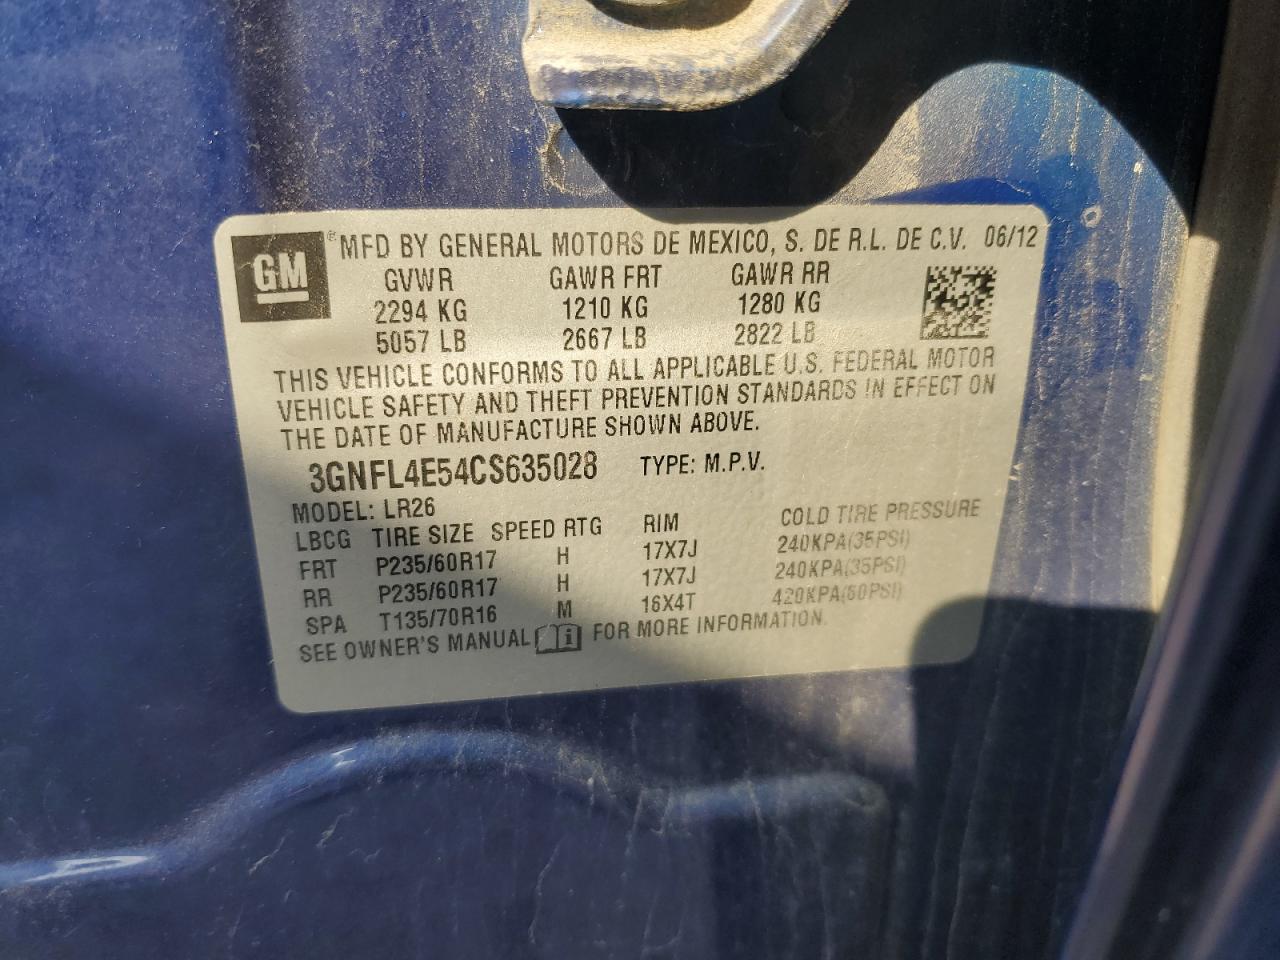 GM ® MFD BY GENERAL MOTORS DE MEXICO, S. DE R.L. DE C.V. 06/12
GVWR GAWR FRT GAWR RR
2294 KG 1210 KG 1280 KG
5057 LB 2667 LB 2822 LB
THIS VEHICLE CONFORMS TO ALL APPLICABLE U.S. FEDERAL MOTOR
VEHICLE SAFETY AND THEFT PREVENTION STANDARDS IN EFFECT ON
THE DATE OF MANUFACTURE SHOWN ABOVE.
3GNFL4E54CS635028 TYPE: M.P.V.
MODEL: LR26
LBCG TIRE SIZE SPEED RTG RIM COLD TIRE PRESSURE
FRT P235/60R17 H 17X7J 240KPA(35PSI)
RR P235/60R17 H 17X7J 240KPA(35PSI)
SPA T135/70R16 M 16X4T 420KPA(60PSI)
SEE OWNER'S MANUAL FOR MORE INFORMATION.